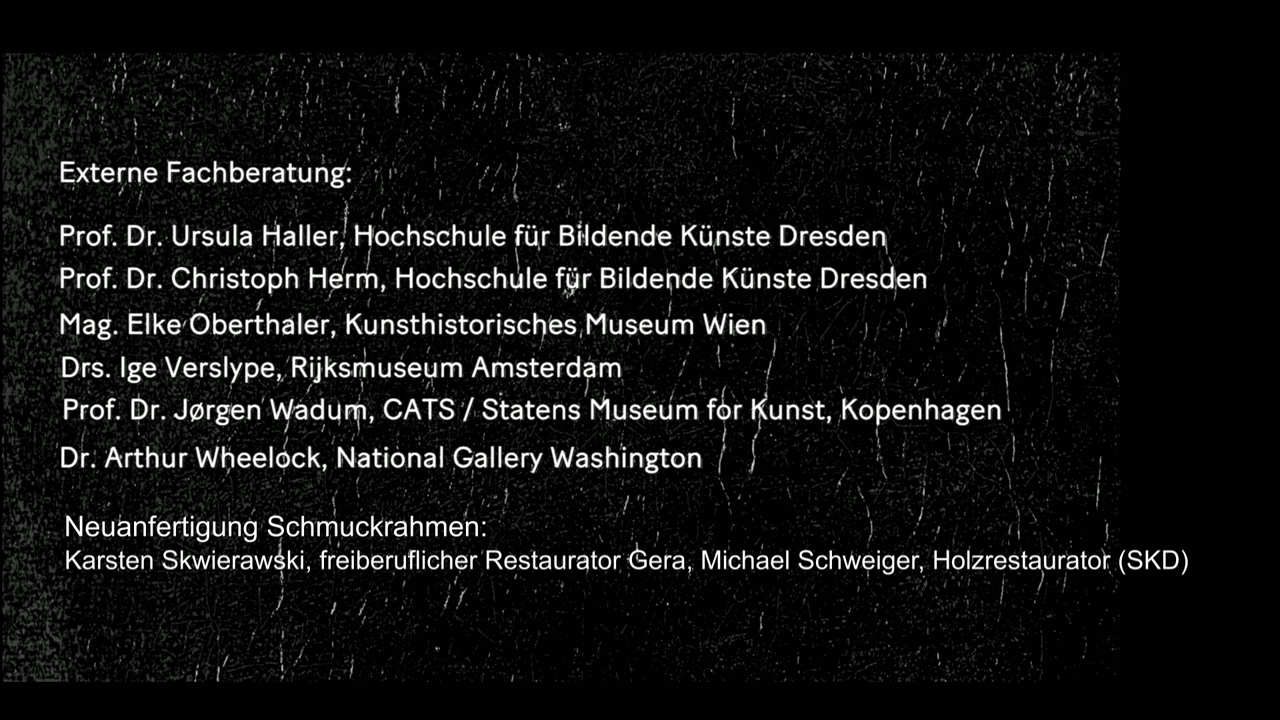 Externe Fachberatung:
Prof. Dr. Ursula Haller, Hochschule für Bildende Künste Dresden
Prof. Dr. Christoph Herm, Hochschule für Bildende Künste Dresden
Mag. Elke Oberthaler, Kunsthistorisches Museum Wien
Drs. Ige Verslype, Rijksmuseum Amsterdam
Prof. Dr. Jørgen Wadum, CATS / Statens Museum for Kunst, Kopenhagen
Dr. Arthur Wheelock, National Gallery Washington
Neuanfertigung Schmuckrahmen:
Karsten Skwierawski, freiberuflicher Restaurator Gera, Michael Schweiger, Holzrestaurator (SKD)